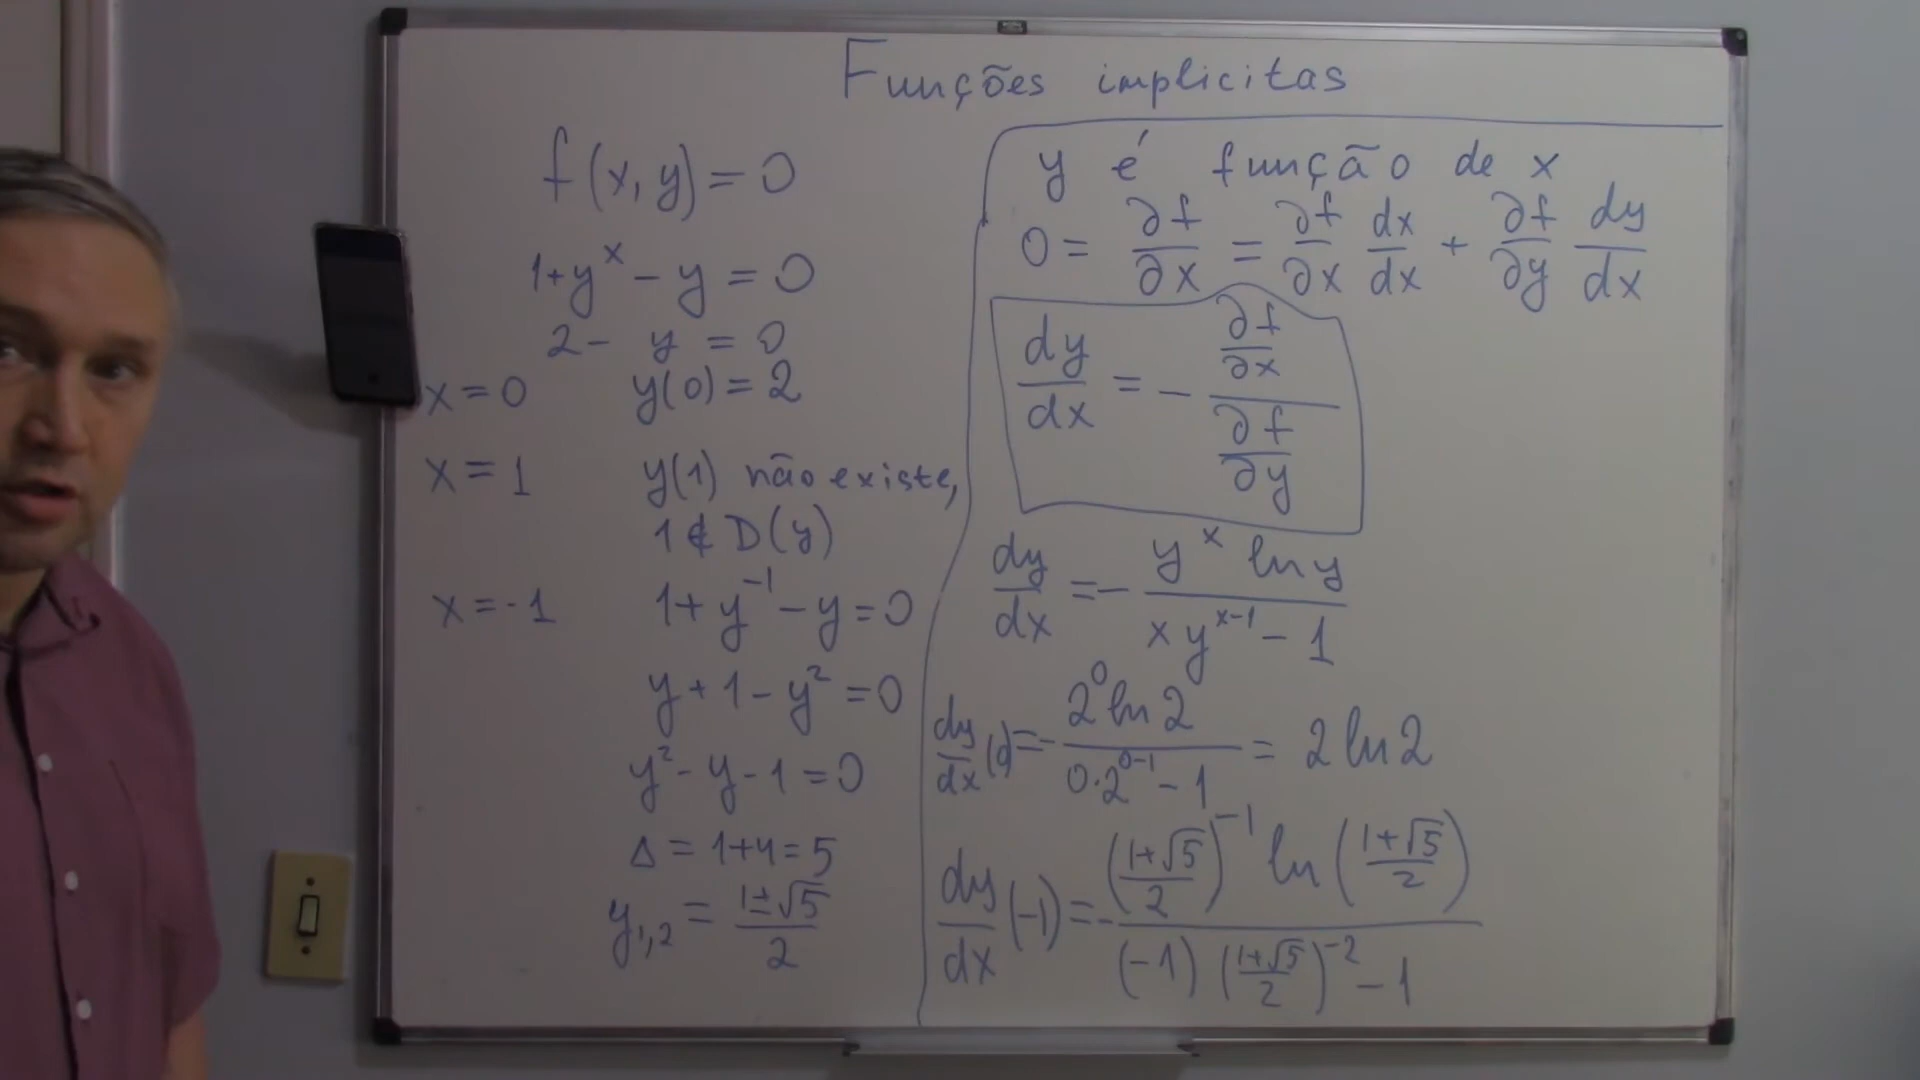 Funções implicitas
f(x, y) = 0
1+y^x - y = 0
2 - y = 0
x = 0 y(0) = 2
x = 1 y(1) não existe,
1 ∉ D(y)
x = -1 1 + y^-1 - y = 0
y + 1 - y^2 = 0
y^2 - y - 1 = 0
Δ = 1+4 = 5
y_1,2 = (1±√5)/2
y é função de x
0 = ∂f/∂x = ∂f/∂x dx/dx + ∂f/∂y dy/dx
dy/dx = - (∂f/∂x)/(∂f/∂y)
dy/dx = - (y^x ln y)/(x y^(x-1) - 1)
dy/dx (0) = - (2^0 ln 2)/(0·2^(0-1) - 1) = 2 ln 2
dy/dx (-1) = - (((1+√5)/2)^-1 ln ((1+√5)/2))/((-1) ((1+√5)/2)^-2 - 1)